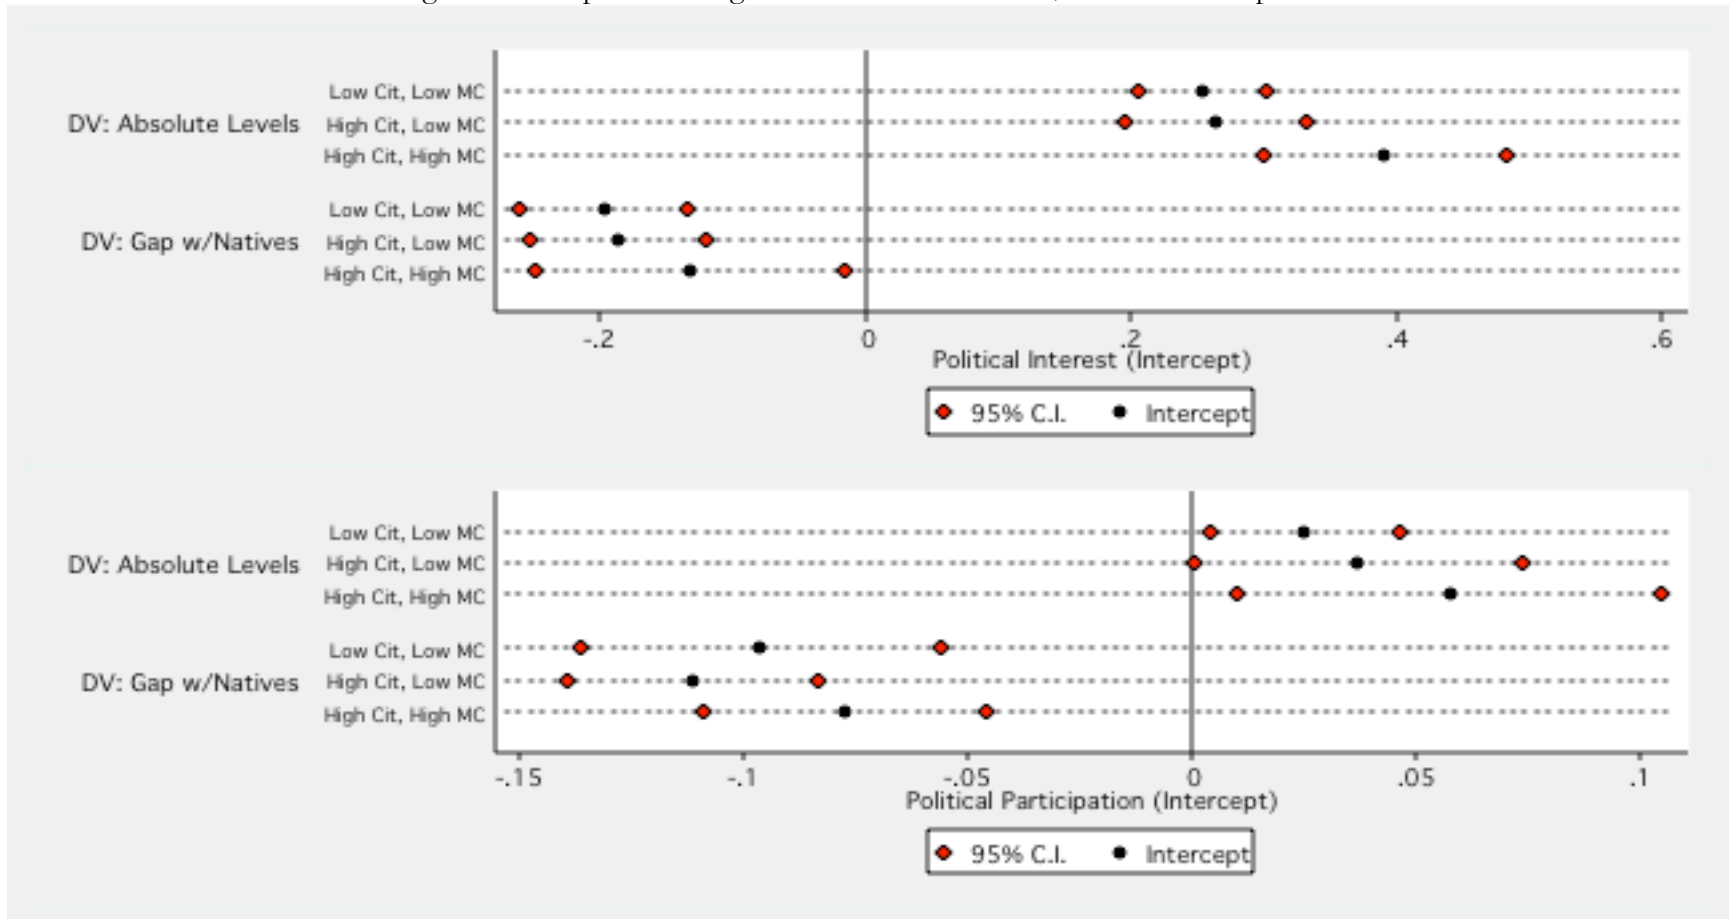 Low Cit, Low MC
DV: Absolute Levels High Cit, Low MC
High Cit, High MC
Low Cit, Low MC
DV: Gap w/Natives High Cit, Low MC
High Cit, High MC
-.2 0 .2 .4 .6
Political Interest (Intercept)
95% C.I. Intercept
Low Cit, Low MC
DV: Absolute Levels High Cit, Low MC
High Cit, High MC
Low Cit, Low MC
DV: Gap w/Natives High Cit, Low MC
High Cit, High MC
-.15 -.1 -.05 0 .05 .1
Political Participation (Intercept)
95% C.I. Intercept